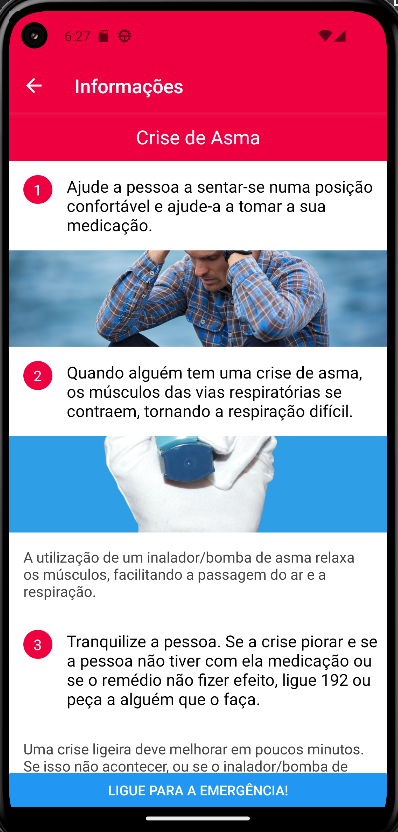 6:27
Informações
Crise de Asma
1
Ajude a pessoa a sentar-se numa posição
confortável e ajude-a a tomar a sua
medicação.
2
Quando alguém tem uma crise de asma,
os músculos das vias respiratórias se
contraem, tornando a respiração difícil.
A utilização de um inalador/bomba de asma relaxa
os músculos, facilitando a passagem do ar e a
respiração.
3
Tranquilize a pessoa. Se a crise piorar e se
a pessoa não tiver com ela medicação ou
se o remédio não fizer efeito, ligue 192 ou
peça a alguém que o faça.
Uma crise ligeira deve melhorar em poucos minutos.
Se isso não acontecer, ou se o inalador/bomba de
LIGUE PARA A EMERGÊNCIA!